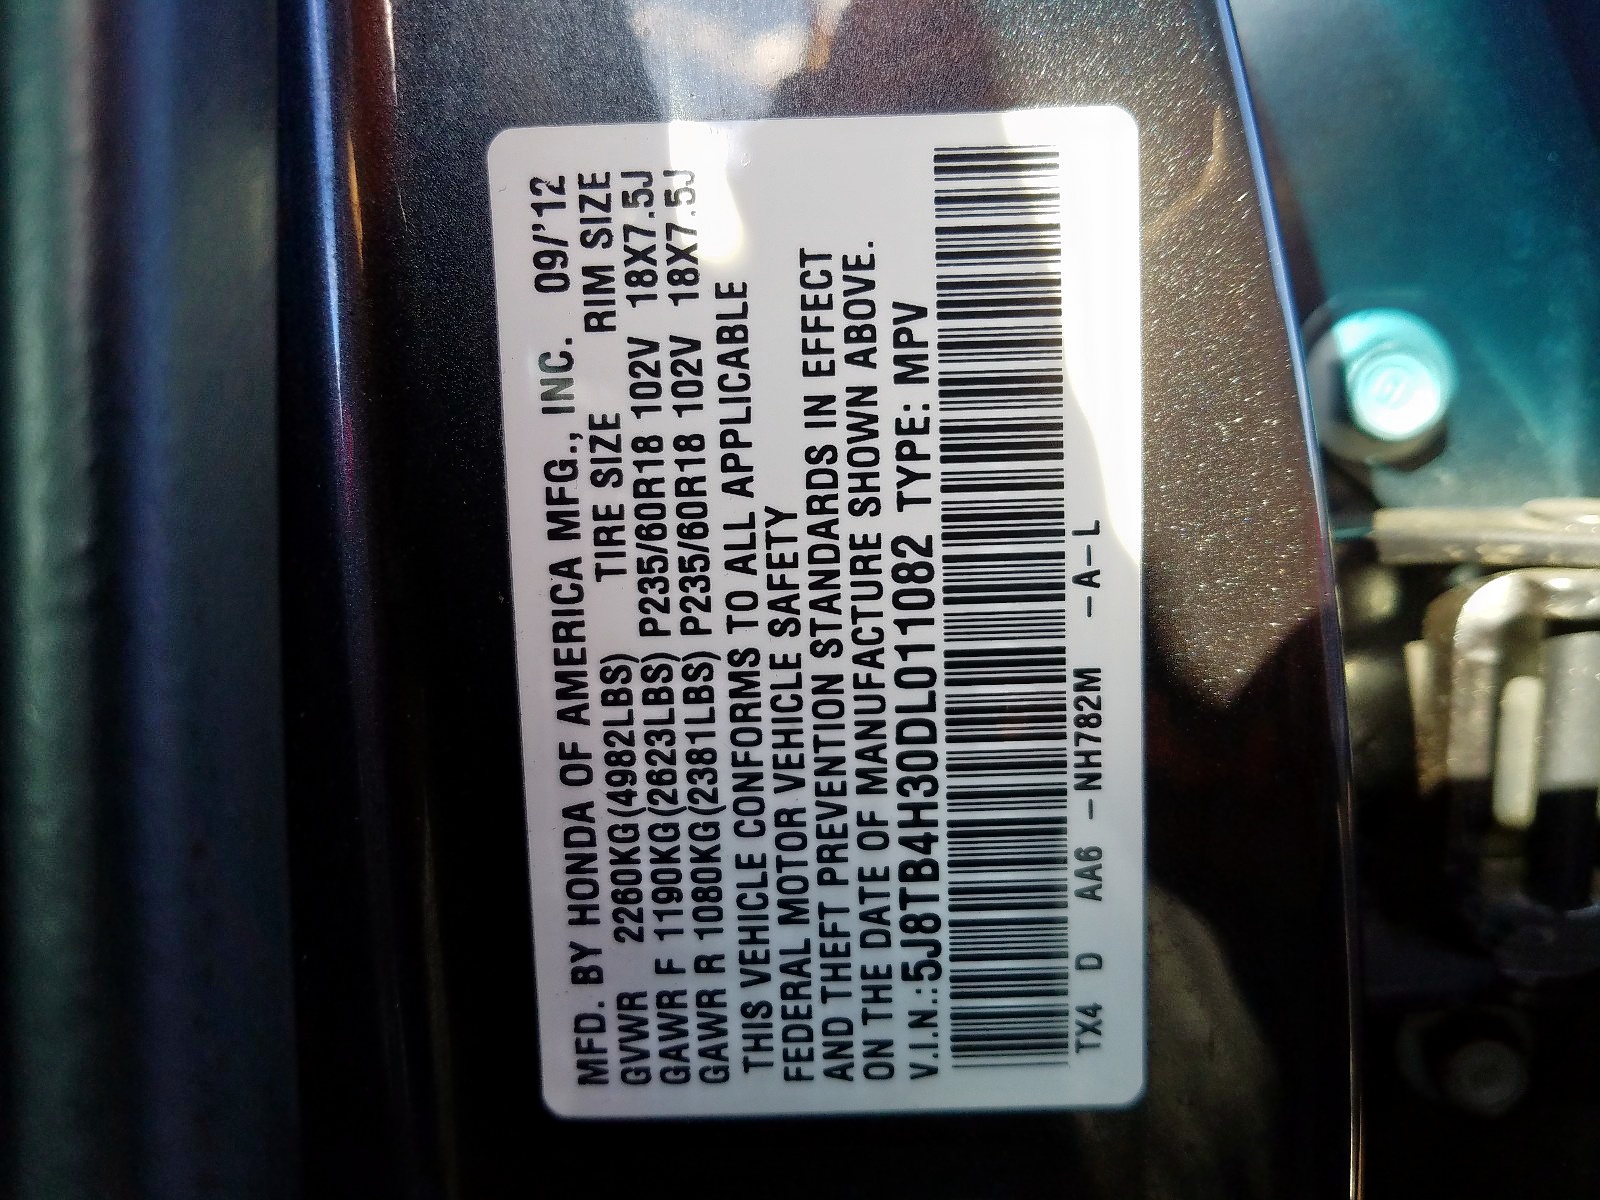 MFD. BY HONDA OF AMERICA MFG., INC. 09/'12
TIRE SIZE RIM SIZE
GVWR 2260KG(4982LBS)
GAWR F 1190KG(2623LBS) P235/60R18 102V 18X7.5J
GAWR R 1080KG(2381LBS) P235/60R18 102V 18X7.5J
THIS VEHICLE CONFORMS TO ALL APPLICABLE
FEDERAL MOTOR VEHICLE SAFETY
AND THEFT PREVENTION STANDARDS IN EFFECT
ON THE DATE OF MANUFACTURE SHOWN ABOVE.
V.I.N.:5J8TB4H30DL011082 TYPE: MPV
TX4 D AA6 -NH782M -A-L